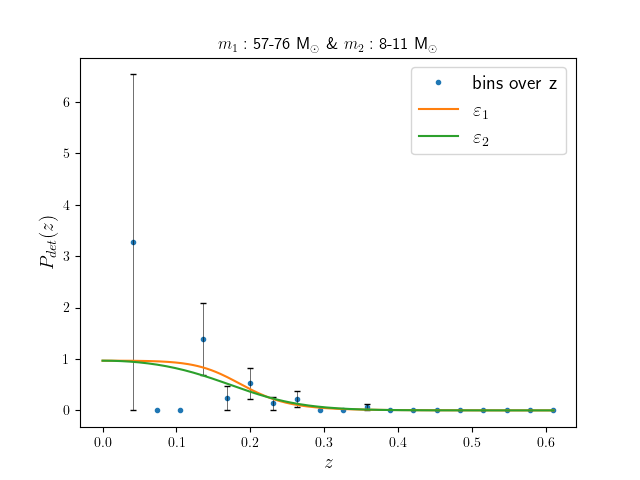 m₁ : 57-76 M☉ & m₂ : 8-11 M☉
bins over z
ε₁
ε₂
P_det(z)
6
5
4
3
2
1
0
0.0 0.1 0.2 0.3 0.4 0.5 0.6
z